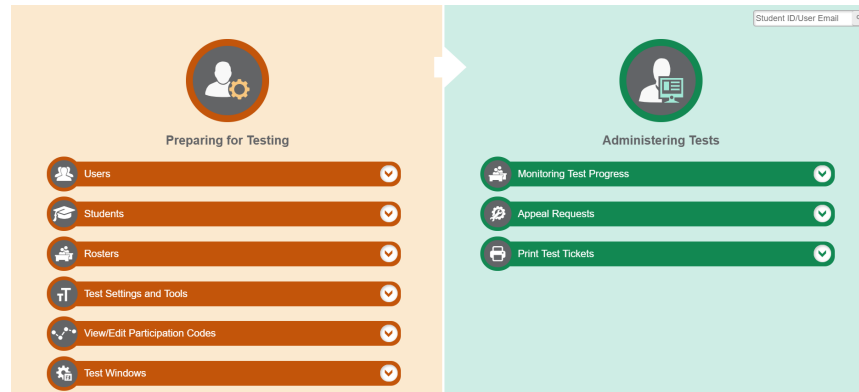 Student ID/User Email
Preparing for Testing
Users
Students
Rosters
Test Settings and Tools
View/Edit Participation Codes
Test Windows
Administering Tests
Monitoring Test Progress
Appeal Requests
Print Test Tickets